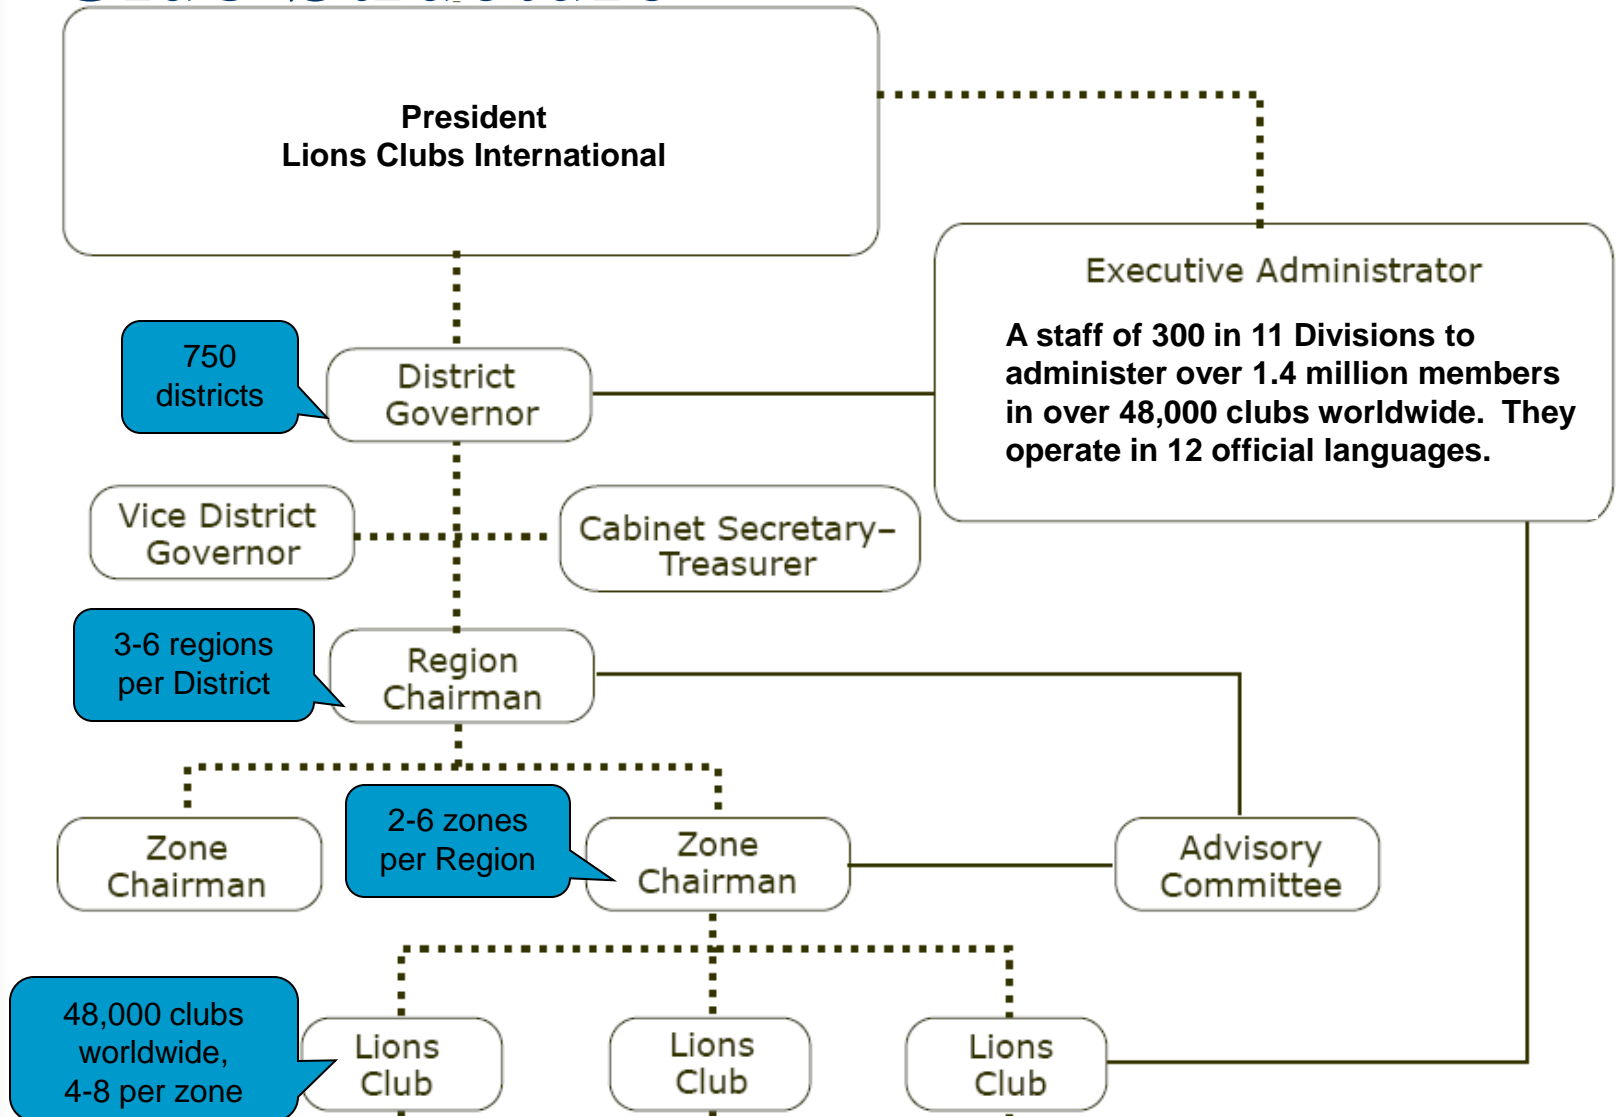 President
Lions Clubs International
Executive Administrator
A staff of 300 in 11 Divisions to
administer over 1.4 million members
in over 48,000 clubs worldwide.  They
operate in 12 official languages.
750
districts
District
Governor
Vice District
Governor
Cabinet Secretary–
Treasurer
3-6 regions
per District
Region
Chairman
Zone
Chairman
2-6 zones
per Region
Zone
Chairman
Advisory
Committee
48,000 clubs
worldwide,
4-8 per zone
Lions
Club
Lions
Club
Lions
Club